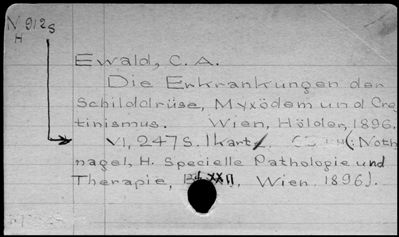 N 912s
H
Ewald, C. A.
Die Erkrankungen der
Schilddrüse, Myxödem und Cre
tinismus. Wien, Hölder, 1896.
VI, 247 S. 1 Kart (: Noth
nagel, H. Specielle Pathologie und
Therapie, XXII, Wien 1896).